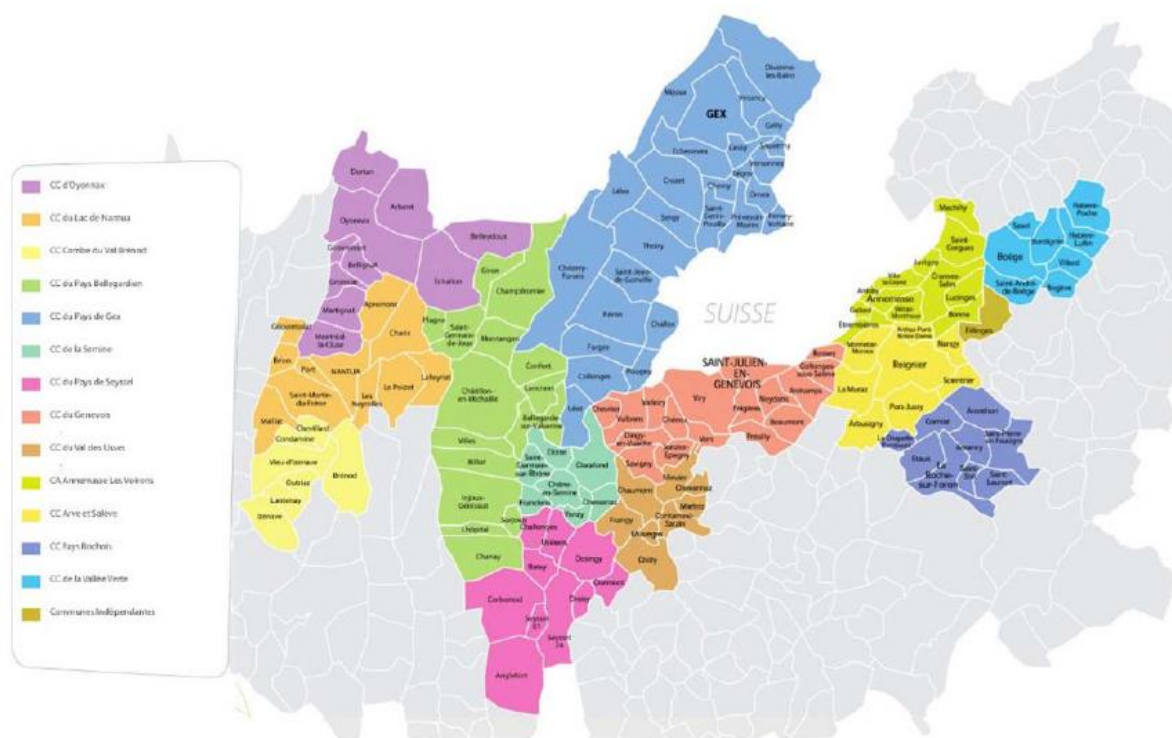 CC d'Oyonnax
CC du Lac de Nantua
CC Combe du Val Brénod
CC du Pays Bellegardien
CC du Pays de Gex
CC de la Semine
CC du Pays de Seyssel
CC du Genevois
CC du Val des Usses
CA Annemasse Les Voirons
CC Arve et Salève
CC Pays Rochois
CC de la Vallée Verte
Communes Indépendantes
Divonne-
les-Bains
Mijoux
Vesancy
GEX
Grilly
Echenevex
Cessy
Sauverny
Versonnex
Ségny
Lélex
Crozet
Chevry
Ornex
Saint-
Genis-
Pouilly
Prévessin-
Moëns
Ferney-
Voltaire
Sergy
Thoiry
Chézery-
Forens
Saint-Jean-
de-Gonville
Péron
Challex
Farges
Collonges
Pougny
Léaz
SUISSE
Dortan
Arbent
Oyonnax
Bellignat
Groissiat
Martignat
Montréal-
la-Cluse
Belleydoux
Echallon
Giron
Champfromier
Plagne
Saint-
Germain-
de-Joux
Montanges
Confort
Lancrans
Châtillon-
en-Michaille
Bellegarde-
sur-Valserine
Villes
Billiat
Injoux-
Génissiat
Surjoux
L'hôpital
Chanay
Apremont
Charix
Brion
Port
NANTUA
Lalleyriat
Le Poizat
Les
Neyrolles
Saint-Martin-
du-Frêne
Maillat
Chevillard
Condamine
Vieu-d'Izenave
Brénod
Outriaz
Lantenay
Izenave
Clarafond
Saint-
Germain-
sur-Rhône
Chêne-
en-Semine
Franclens
Chessenaz
Vanzy
Challonges
Usinens
Bassy
Desingy
Clermont
Droisy
Corbonod
Seyssel
01
Seyssel
74
Anglefort
SAINT-JULIEN-
EN-
GENEVOIS
Bossey
Collonges-
sous-Salève
Archamps
Neydens
Beaumont
Feigères
Présilly
Viry
Valleiry
Chevrier
Vulbens
Chênex
Vers
Dingy-
en-Vuache
Jonzier-
Epagny
Savigny
Minzier
Chavannaz
Chaumont
Marlioz
Contamine-
Sarzin
Frangy
Musièges
Chilly
Machilly
Saint-
Cergues
Juvigny
Ville-
la-Grand
Cranves-
Sales
Ambilly
Annemasse
Gaillard
Vétraz-
Monthoux
Lucinges
Bonne
Etrembières
Arthaz-Pont-
Notre-Dame
Monnetier-
Mornex
Nangy
Reignier
Scientrier
La Muraz
Pers-Jussy
Arbusigny
Fillinges
Saxel
Habère-
Poche
Burdignin
Habère-
Lullin
Boëge
Villard
Saint-André-
de-Boëge
Bogève
Arenthon
Cornier
Saint-Pierre-
en-Faucigny
La Chapelle-
Rambaud
Amancy
Eteaux
La
Roche-
sur-Foron
Saint-
Sixt
Saint-
Laurent